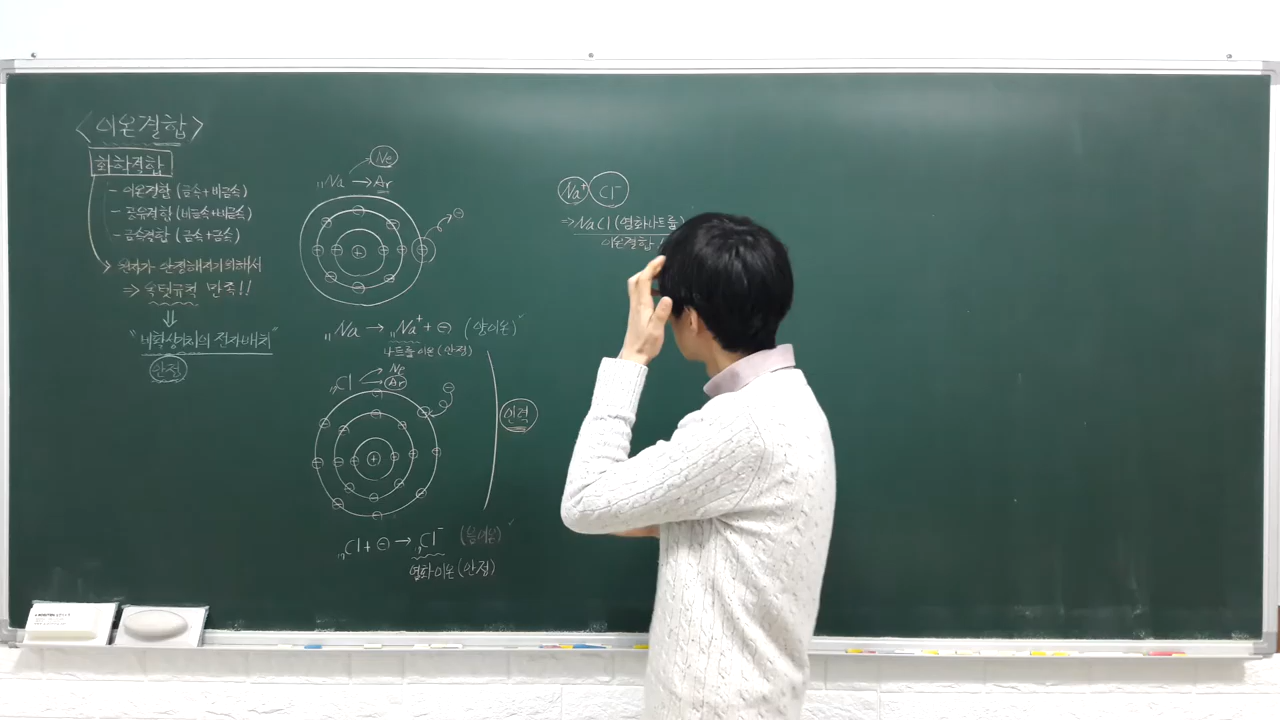 <이온결합>
화학결합
- 이온결합 (금속+비금속)
- 공유결합 (비금속+비금속)
- 금속결합 (금속+금속)
원자가 안정해지기 위해서
⇒ 옥텟규칙 만족!!
⇓
"비활성기체의 전자배치"
안정
Ne
₁₁Na → Ar
₁₁Na → ₁₁Na⁺ + ⊖ (양이온)
나트륨 이온 (안정)
Ne
₁₇Cl
Ar
인력
₁₇Cl + ⊖ → ₁₇Cl⁻ (음이온)
염화이온 (안정)
Na⁺ Cl⁻
⇒ NaCl (염화나트륨)
이온결합